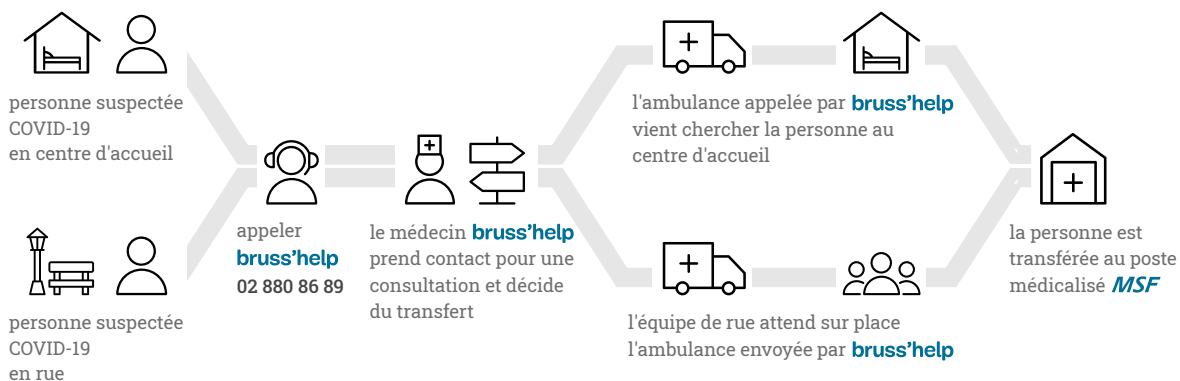 personne suspectée
COVID-19
en centre d'accueil
personne suspectée
COVID-19
en rue
appeler
bruss'help
02 880 86 89
le médecin bruss'help
prend contact pour une
consultation et décide
du transfert
l'ambulance appelée par bruss'help
vient chercher la personne au
centre d'accueil
l'équipe de rue attend sur place
l'ambulance envoyée par bruss'help
la personne est
transférée au poste
médicalisé MSF